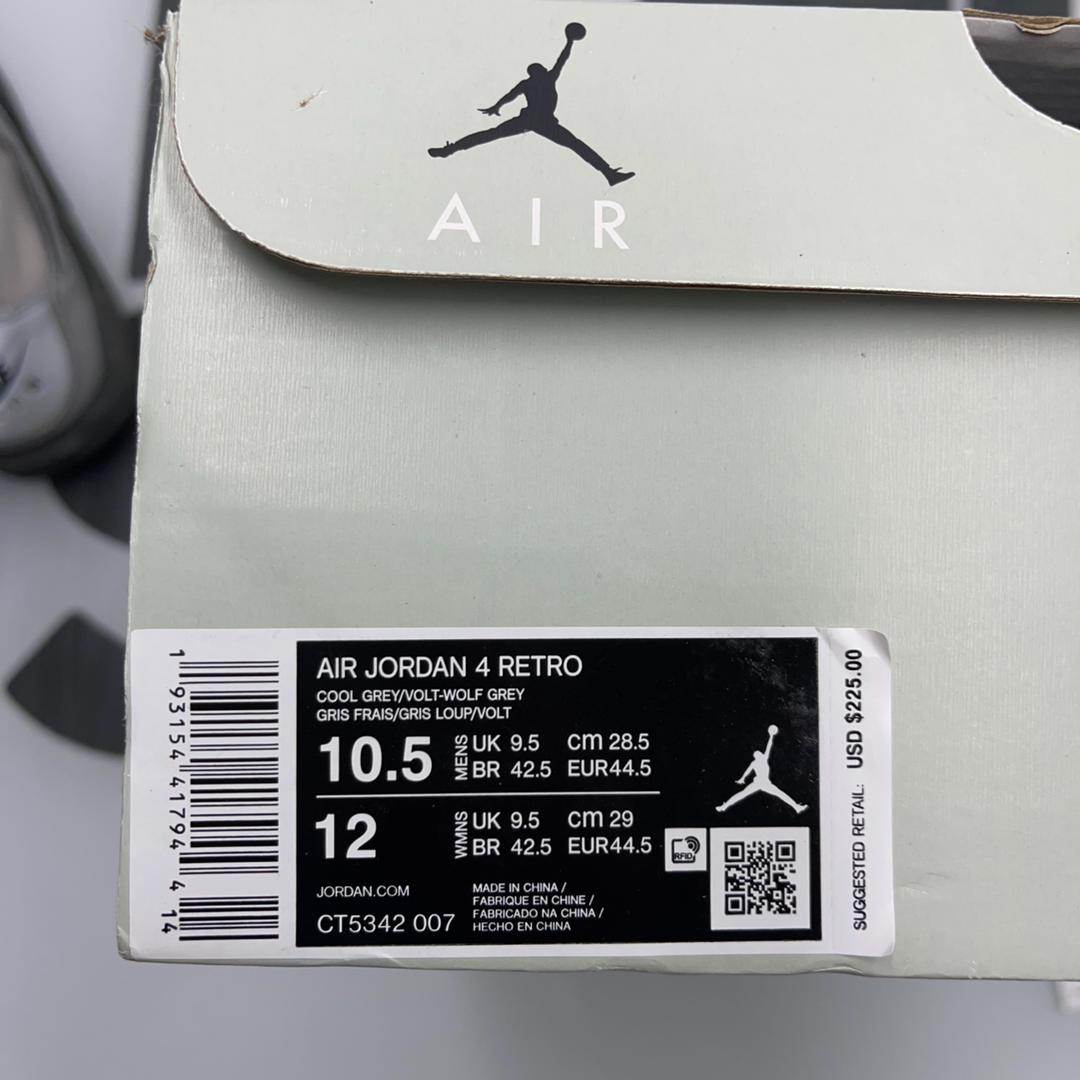 AIR
AIR JORDAN 4 RETRO
COOL GREY/VOLT-WOLF GREY
GRIS FRAIS/GRIS LOUP/VOLT
10.5 MENS UK 9.5 cm 28.5
BR 42.5 EUR44.5
12 WMNS UK 9.5 cm 29
BR 42.5 EUR44.5
RFID
JORDAN.COM
CT5342 007
MADE IN CHINA /
FABRIQUE EN CHINE /
FABRICADO NA CHINA /
HECHO EN CHINA
1 93154 41794 4 14
SUGGESTED RETAIL: USD $225.00